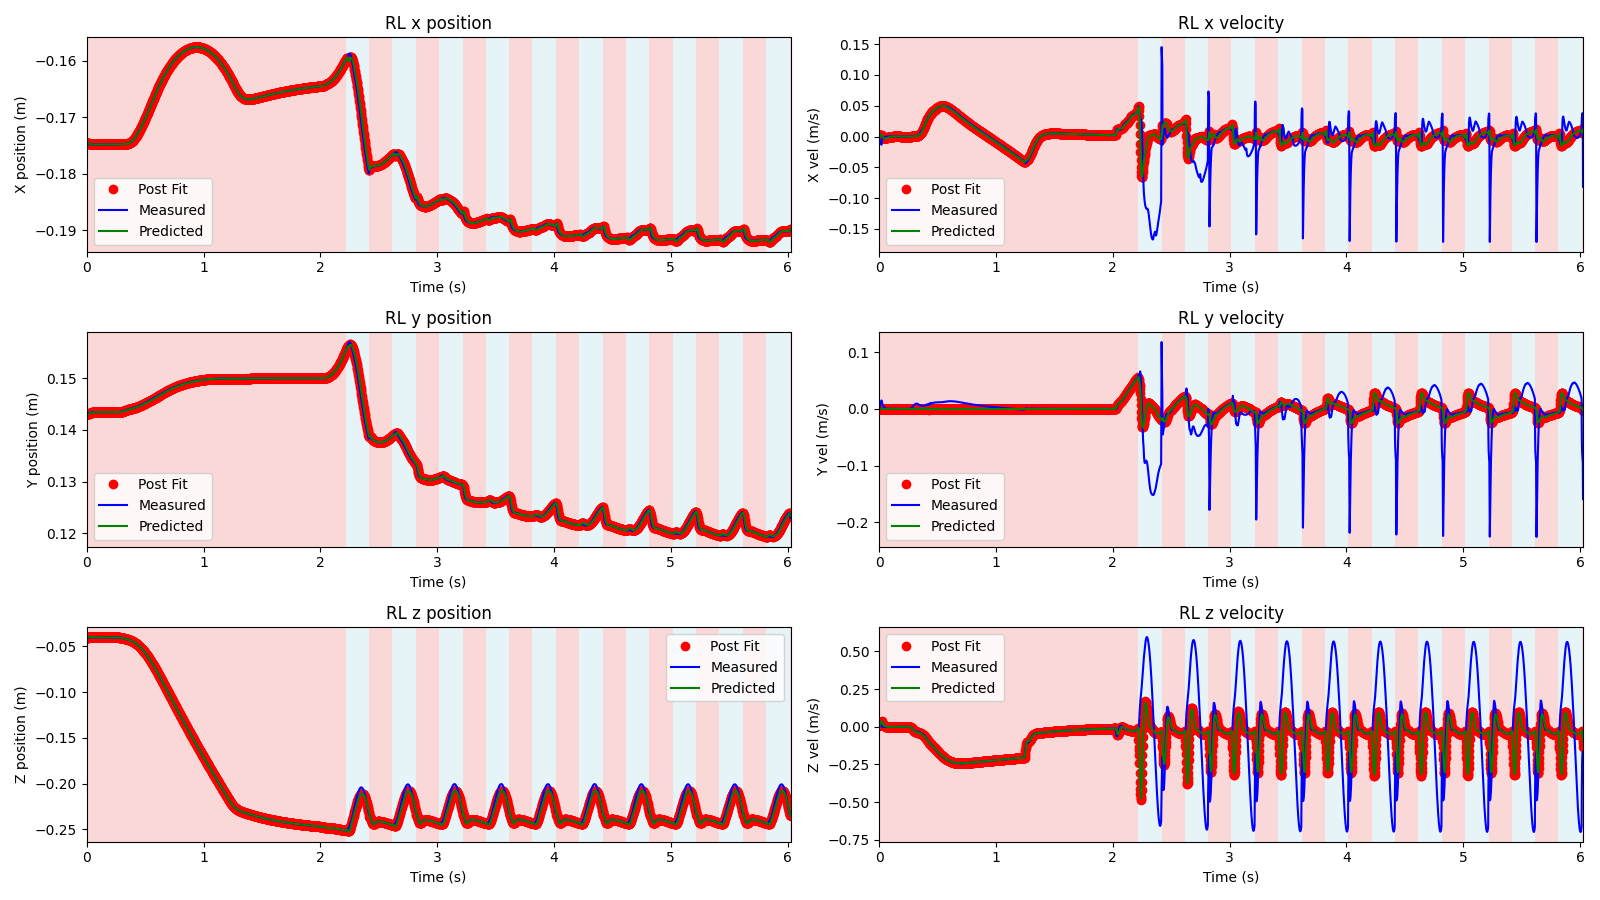 RL x position
X position (m)
−0.16
−0.17
−0.18
−0.19
Post Fit
Measured
Predicted
0 1 2 3 4 5 6
Time (s)
RL x velocity
X vel (m/s)
0.15
0.10
0.05
0.00
−0.05
−0.10
−0.15
Post Fit
Measured
Predicted
0 1 2 3 4 5 6
Time (s)
RL y position
Y position (m)
0.15
0.14
0.13
0.12
Post Fit
Measured
Predicted
0 1 2 3 4 5 6
Time (s)
RL y velocity
Y vel (m/s)
0.1
0.0
−0.1
−0.2
Post Fit
Measured
Predicted
0 1 2 3 4 5 6
Time (s)
RL z position
Z position (m)
−0.05
−0.10
−0.15
−0.20
−0.25
Post Fit
Measured
Predicted
0 1 2 3 4 5 6
Time (s)
RL z velocity
Z vel (m/s)
0.50
0.25
0.00
−0.25
−0.50
−0.75
Post Fit
Measured
Predicted
0 1 2 3 4 5 6
Time (s)